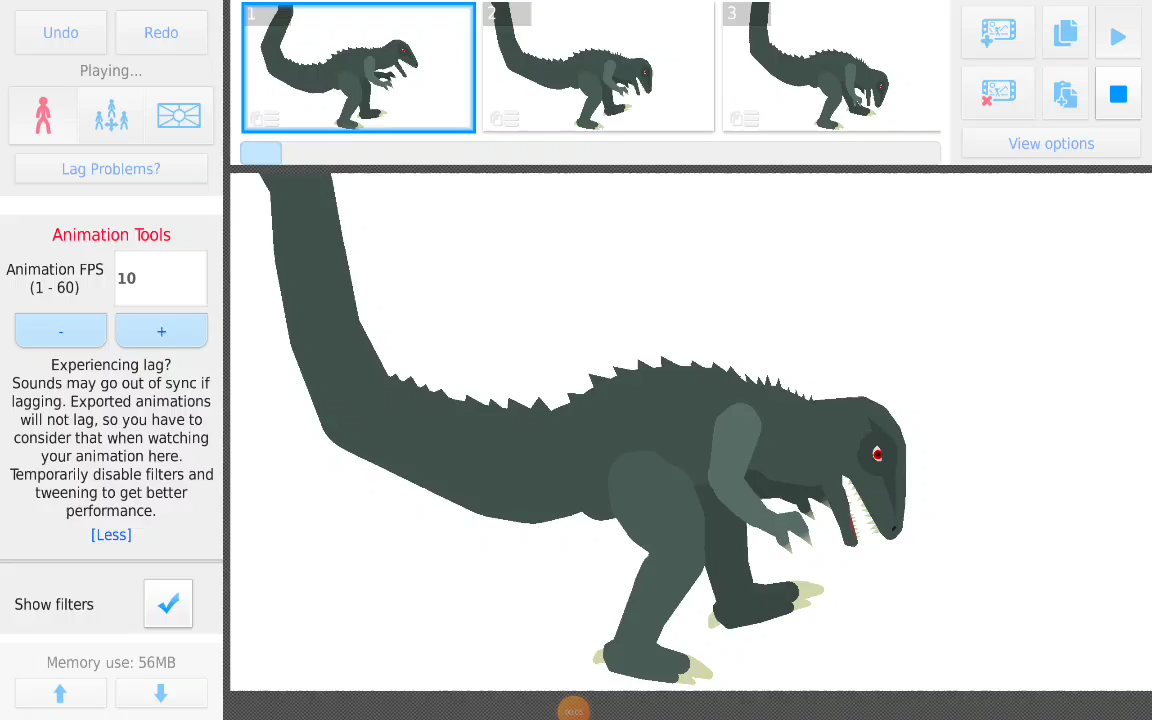 Undo
Redo
Playing...
Lag Problems?
Animation Tools
Animation FPS
(1 - 60)
10
-
+
Experiencing lag?
Sounds may go out of sync if
lagging. Exported animations
will not lag, so you have to
consider that when watching
your animation here.
Temporarily disable filters and
tweening to get better
performance.
[Less]
Show filters
Memory use: 56MB
1
2
3
View options